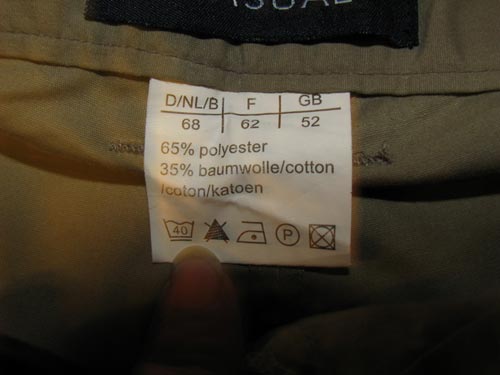 D/NL/B F GB
68 62 52
65% polyester
35% baumwolle/cotton
/coton/katoen
40 P